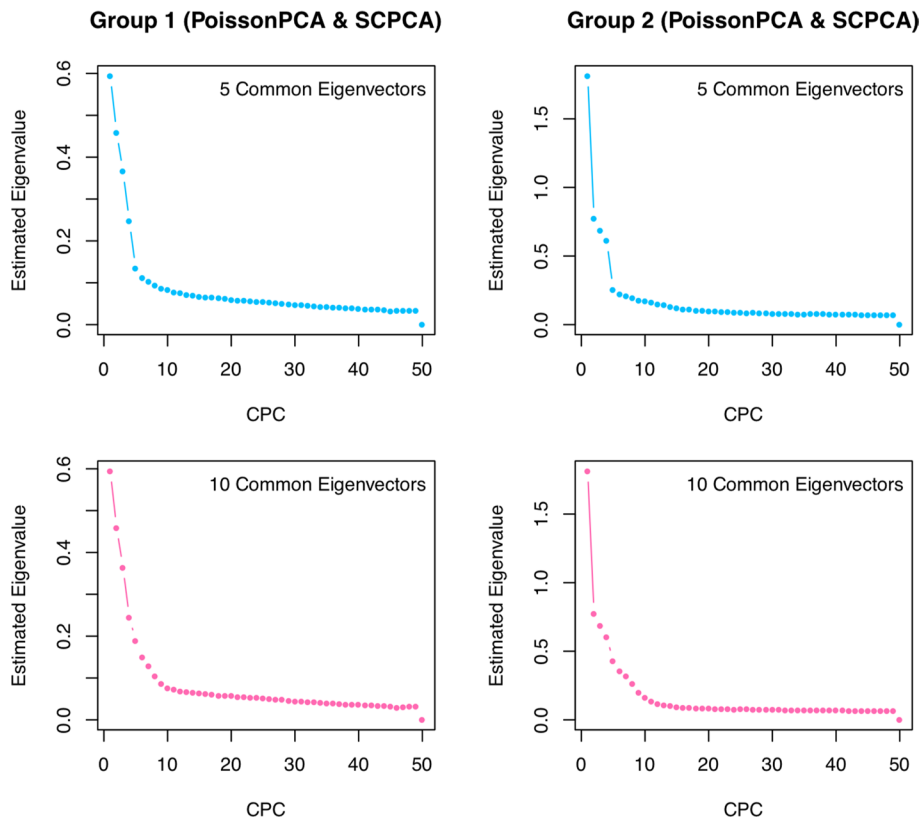 Group 1 (PoissonPCA & SCPCA)
Group 2 (PoissonPCA & SCPCA)
5 Common Eigenvectors
Estimated Eigenvalue
0.6
0.4
0.2
0.0
0 10 20 30 40 50
CPC
5 Common Eigenvectors
Estimated Eigenvalue
1.5
1.0
0.5
0.0
0 10 20 30 40 50
CPC
10 Common Eigenvectors
Estimated Eigenvalue
0.6
0.4
0.2
0.0
0 10 20 30 40 50
CPC
10 Common Eigenvectors
Estimated Eigenvalue
1.5
1.0
0.5
0.0
0 10 20 30 40 50
CPC